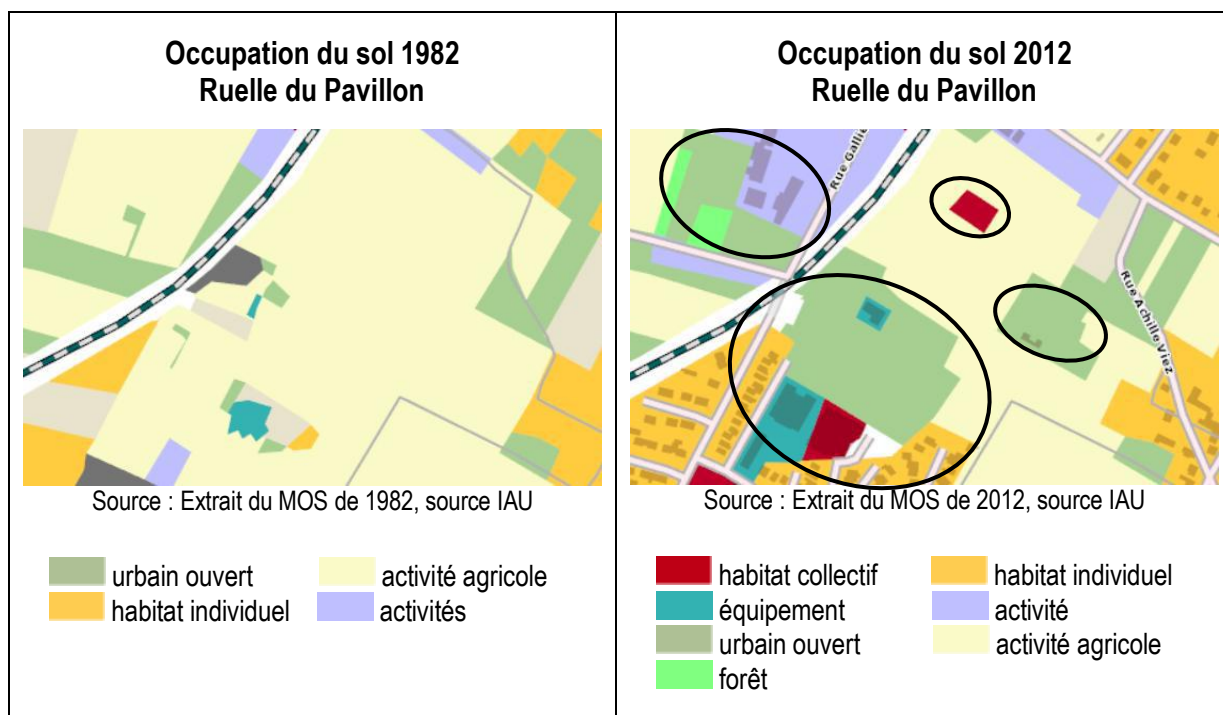 Occupation du sol 1982
Ruelle du Pavillon
Source : Extrait du MOS de 1982, source IAU
urbain ouvert
activité agricole
habitat individuel
activités
Occupation du sol 2012
Ruelle du Pavillon
Rue Gallie
Rue Achille Viez
Source : Extrait du MOS de 2012, source IAU
habitat collectif
habitat individuel
équipement
activité
urbain ouvert
activité agricole
forêt